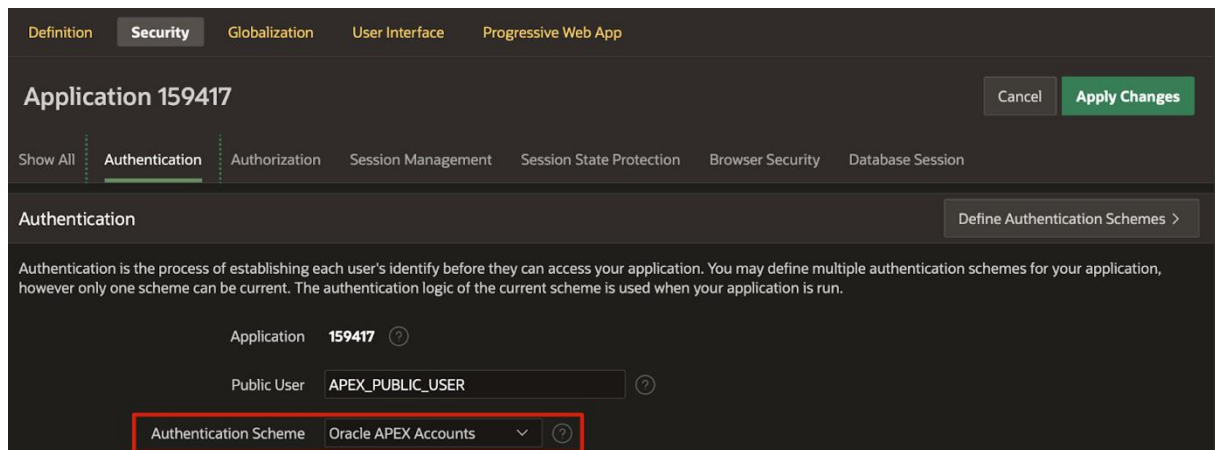 Definition Security Globalization User Interface Progressive Web App
Application 159417 Cancel Apply Changes
Show All Authentication Authorization Session Management Session State Protection Browser Security Database Session
Authentication Define Authentication Schemes >
Authentication is the process of establishing each user's identify before they can access your application. You may define multiple authentication schemes for your application,
however only one scheme can be current. The authentication logic of the current scheme is used when your application is run.
Application 159417 ?
Public User APEX_PUBLIC_USER ?
Authentication Scheme Oracle APEX Accounts ?